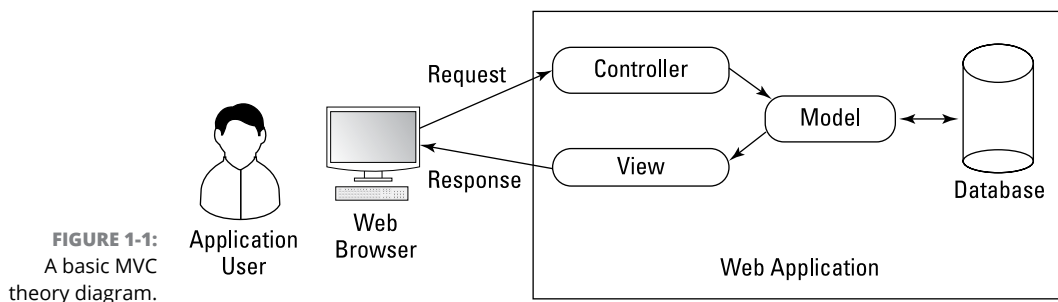 Request
Controller
Model
Response
View
Database
Web
Browser
Application
User
Web Application
FIGURE 1-1:
A basic MVC
theory diagram.